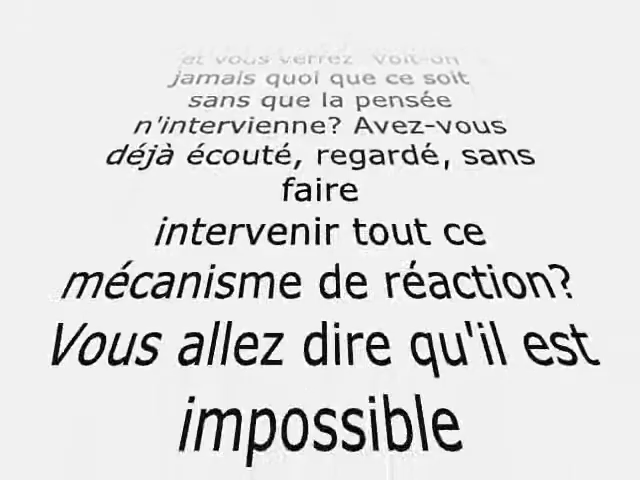 et vous verrez Voit-on
jamais quoi que ce soit
sans que la pensée
n'intervienne? Avez-vous
déjà écouté, regardé, sans
faire
intervenir tout ce
mécanisme de réaction?
Vous allez dire qu'il est
impossible